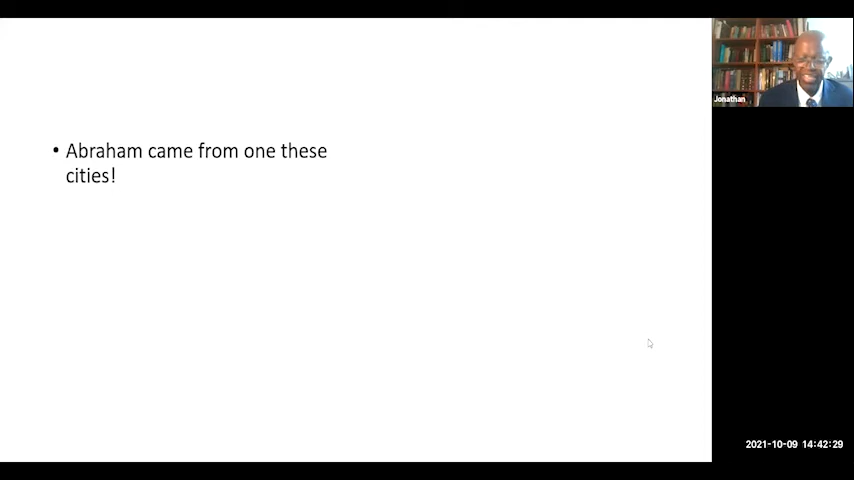 • Abraham came from one these
cities!
Jonathan
2021-10-09 14:42:29